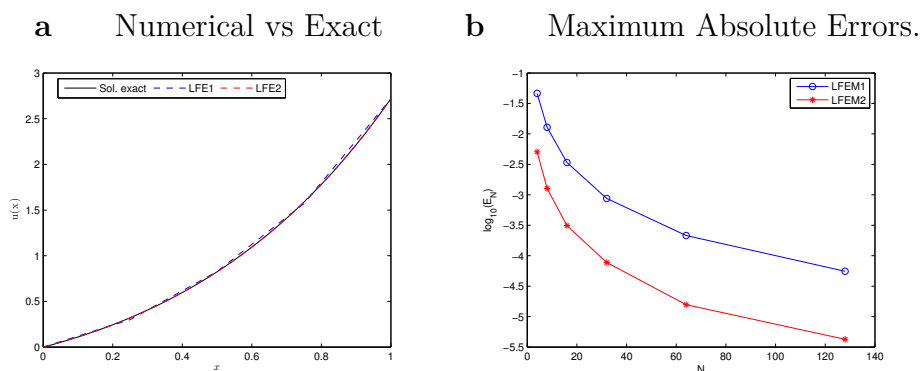 a Numerical vs Exact
b Maximum Absolute Errors.
3
2.5
2
1.5
1
0.5
0
0 0.2 0.4 0.6 0.8 1
x
u(x)
Sol. exact LFE1 LFE2
−1
−1.5
−2
−2.5
−3
−3.5
−4
−4.5
−5
−5.5
0 20 40 60 80 100 120 140
N
log10(EN)
LFEM1
LFEM2